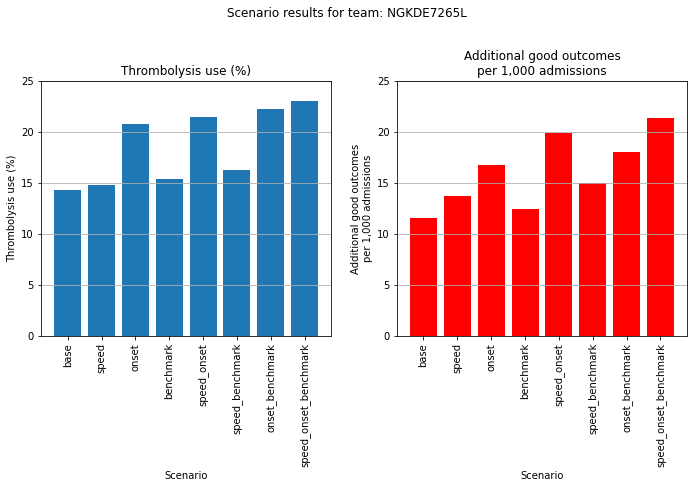 Scenario results for team: NGKDE7265L
Thrombolysis use (%)
Thrombolysis use (%)
25
20
15
10
5
0
base
speed
onset
benchmark
speed_onset
speed_benchmark
onset_benchmark
speed_onset_benchmark
Scenario
Additional good outcomes
per 1,000 admissions
Additional good outcomes
per 1,000 admissions
25
20
15
10
5
0
base
speed
onset
benchmark
speed_onset
speed_benchmark
onset_benchmark
speed_onset_benchmark
Scenario